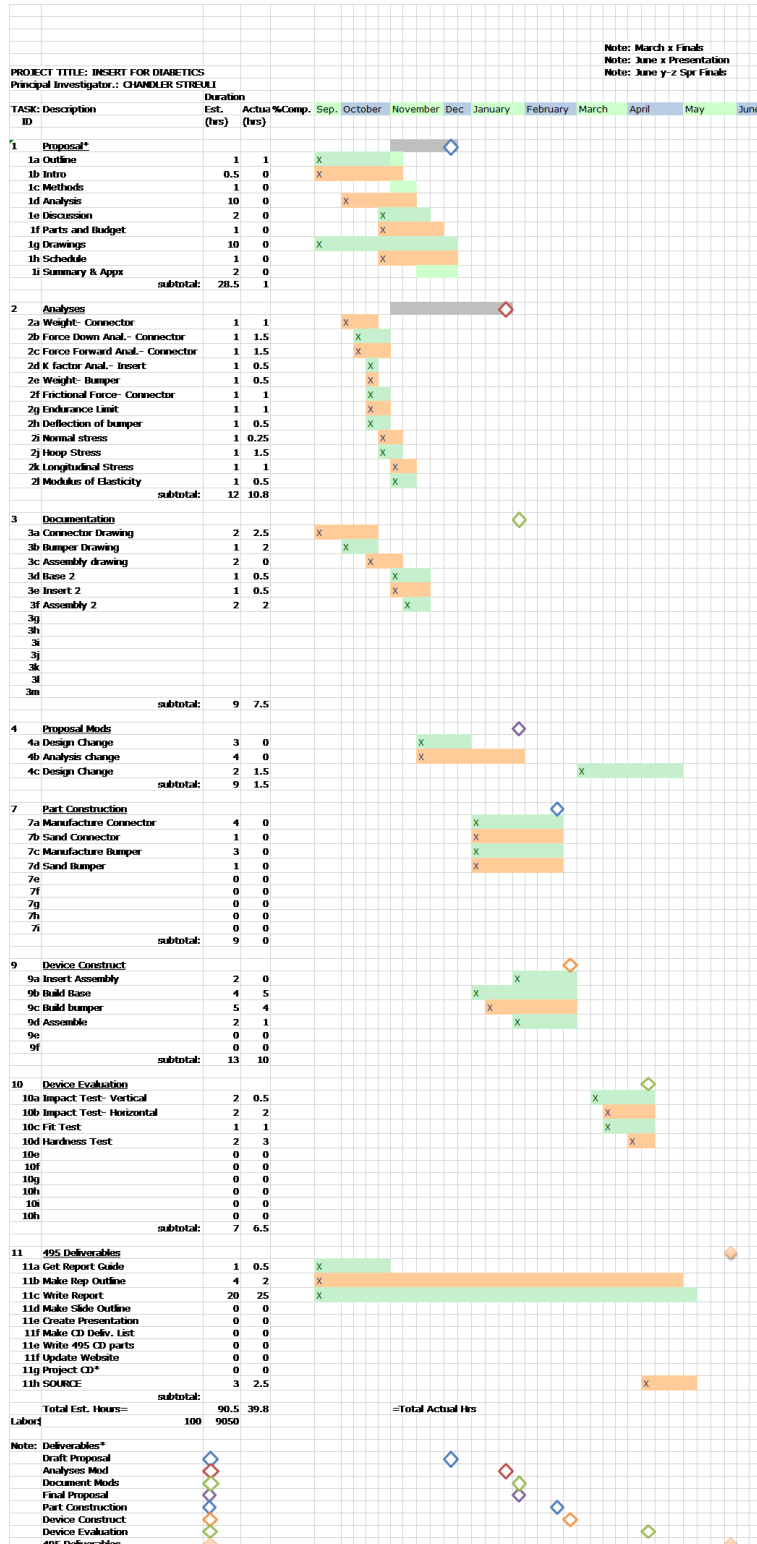 Note: March x Finals
Note: June x Presentation
PROJECT TITLE: INSERT FOR DIABETICS Note: June y-z Spr Finals
Principal Investigator.: CHANDLER STREULI
Duration
TASK: Description Est. Actua %Comp. Sep. October November Dec January February March April May June
ID (hrs) (hrs)
1 Proposal*
1a Outline 1 1 X
1b Intro 0.5 0 X
1c Methods 1 0
1d Analysis 10 0 X
1e Discussion 2 0 X
1f Parts and Budget 1 0 X
1g Drawings 10 0 X
1h Schedule 1 0 X
1i Summary & Appx 2 0
subtotal: 28.5 1
2 Analyses
2a Weight- Connector 1 1 X
2b Force Down Anal.- Connector 1 1.5 X
2c Force Forward Anal.- Connector 1 1.5 X
2d K factor Anal.- Insert 1 0.5 X
2e Weight- Bumper 1 0.5 X
2f Frictional Force- Connector 1 1 X
2g Endurance Limit 1 1 X
2h Deflection of bumper 1 0.5 X
2i Normal stress 1 0.25 X
2j Hoop Stress 1 1.5 X
2k Longitudinal Stress 1 1 X
2l Modulus of Elasticity 1 0.5 X
subtotal: 12 10.8
3 Documentation
3a Connector Drawing 2 2.5 X
3b Bumper Drawing 1 2 X
3c Assembly drawing 2 0 X
3d Base 2 1 0.5 X
3e Insert 2 1 0.5 X
3f Assembly 2 2 2 X
3g
3h
3i
3j
3k
3l
3m
subtotal: 9 7.5
4 Proposal Mods
4a Design Change 3 0 X
4b Analysis change 4 0 X
4c Design Change 2 1.5 X
subtotal: 9 1.5
7 Part Construction
7a Manufacture Connector 4 0 X
7b Sand Connector 1 0 X
7c Manufacture Bumper 3 0 X
7d Sand Bumper 1 0 X
7e 0 0
7f 0 0
7g 0 0
7h 0 0
7i 0 0
subtotal: 9 0
9 Device Construct
9a Insert Assembly 2 0 X
9b Build Base 4 5 X
9c Build bumper 5 4 X
9d Assemble 2 1 X
9e 0 0
9f 0 0
subtotal: 13 10
10 Device Evaluation
10a Impact Test- Vertical 2 0.5 X
10b Impact Test- Horizontal 2 2 X
10c Fit Test 1 1 X
10d Hardness Test 2 3 X
10e 0 0
10f 0 0
10g 0 0
10h 0 0
10i 0 0
10h 0 0
subtotal: 7 6.5
11 495 Deliverables
11a Get Report Guide 1 0.5 X
11b Make Rep Outline 4 2 X
11c Write Report 20 25 X
11d Make Slide Outline 0 0
11e Create Presentation 0 0
11f Make CD Deliv. List 0 0
11e Write 495 CD parts 0 0
11f Update Website 0 0
11g Project CD* 0 0
11h SOURCE 3 2.5 X
subtotal:
Total Est. Hours= 90.5 39.8 =Total Actual Hrs
Labor$ 100 9050
Note: Deliverables*
Draft Proposal
Analyses Mod
Document Mods
Final Proposal
Part Construction
Device Construct
Device Evaluation
495 Deliverables